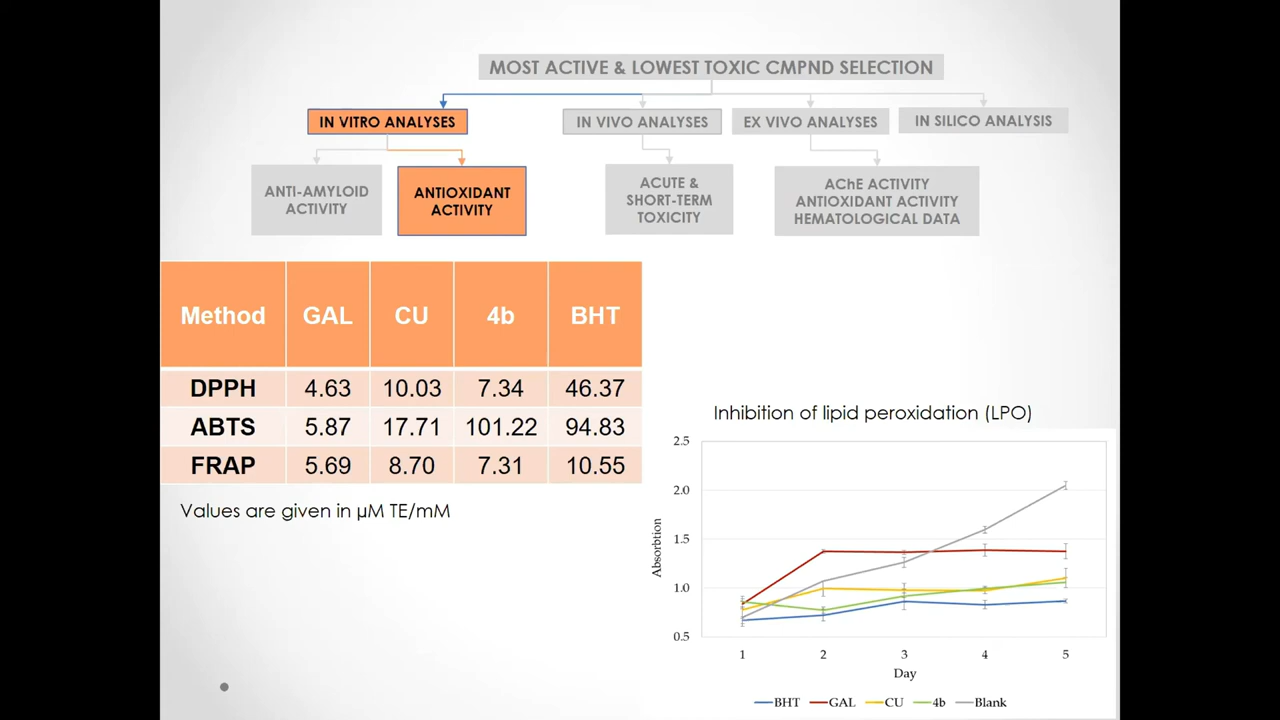 MOST ACTIVE & LOWEST TOXIC CMPND SELECTION
IN VITRO ANALYSES
IN VIVO ANALYSES
EX VIVO ANALYSES
IN SILICO ANALYSIS
ANTI-AMYLOID
ACTIVITY
ANTIOXIDANT
ACTIVITY
ACUTE &
SHORT-TERM
TOXICITY
AChE ACTIVITY
ANTIOXIDANT ACTIVITY
HEMATOLOGICAL DATA
Method GAL CU 4b BHT
DPPH 4.63 10.03 7.34 46.37
ABTS 5.87 17.71 101.22 94.83
FRAP 5.69 8.70 7.31 10.55
Values are given in µM TE/mM
Inhibition of lipid peroxidation (LPO)
2.5
2.0
1.5
1.0
0.5
Absorbtion
1 2 3 4 5
Day
BHT GAL CU 4b Blank